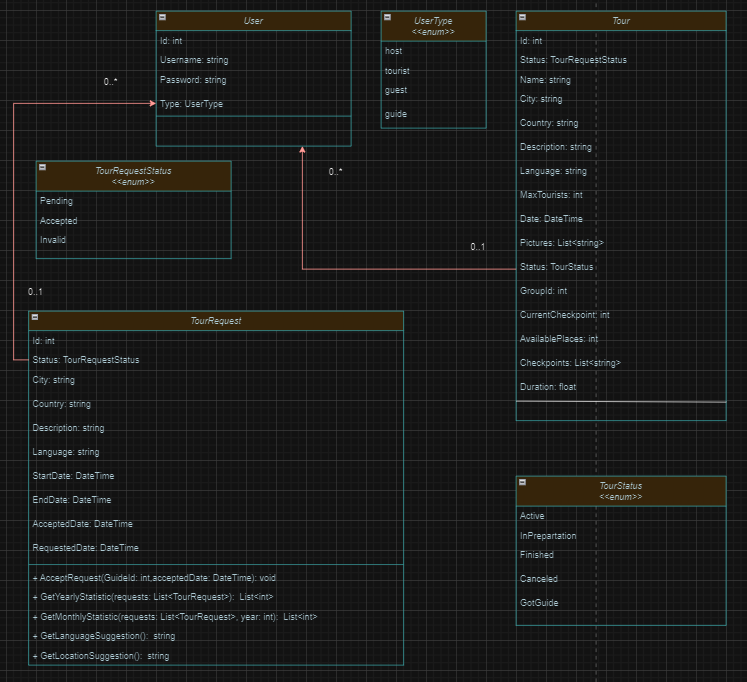 User
Id: int
Username: string
Password: string
Type: UserType
UserType
<<enum>>
host
tourist
guest
guide
Tour
Id: int
Status: TourRequestStatus
Name: string
City: string
Country: string
Description: string
Language: string
MaxTourists: int
Date: DateTime
Pictures: List<string>
Status: TourStatus
GroupId: int
CurrentCheckpoint: int
AvailablePlaces: int
Checkpoints: List<string>
Duration: float
0..*
0..*
0..1
TourRequestStatus
<<enum>>
Pending
Accepted
Invalid
0..1
TourRequest
Id: int
Status: TourRequestStatus
City: string
Country: string
Description: string
Language: string
StartDate: DateTime
EndDate: DateTime
AcceptedDate: DateTime
RequestedDate: DateTime
+ AcceptRequest(GuideId: int,acceptedDate: DateTime): void
+ GetYearlyStatistic(requests: List<TourRequest>): List<int>
+ GetMonthlyStatistic(requests: List<TourRequest>, year: int): List<int>
+ GetLanguageSuggestion(): string
+ GetLocationSuggestion(): string
TourStatus
<<enum>>
Active
InPrepartation
Finished
Canceled
GotGuide